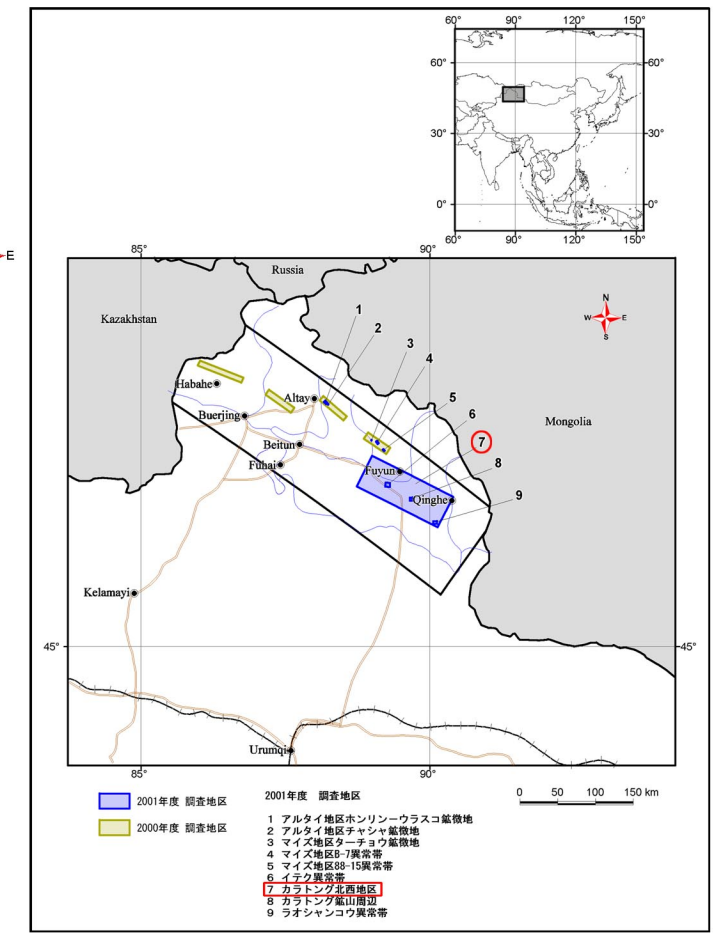 60° 90° 120° 150°
60° 60°
30° 30°
0° 0°
60° 90° 120° 150°
E
85° 90°
Russia
Kazakhstan
N
W E
S
1
2
3
4
5
6
7
8
9
Habahe
Altay
Buerjing
Mongolia
Beitun
Fuhai
Fuyun
Qinghe
Kelamayi
45° 45°
Urumqi
85° 90°
2001年度 調査地区
2000年度 調査地区
2001年度 調査地区
1 アルタイ地区ホンリンーウラスコ鉱徴地
2 アルタイ地区チャシャ鉱徴地
3 マイズ地区ターチョウ鉱徴地
4 マイズ地区B-7異常帯
5 マイズ地区88-15異常帯
6 イテク異常帯
7 カラトング北西地区
8 カラトング鉱山周辺
9 ラオシャンコウ異常帯
0 50 100 150 km